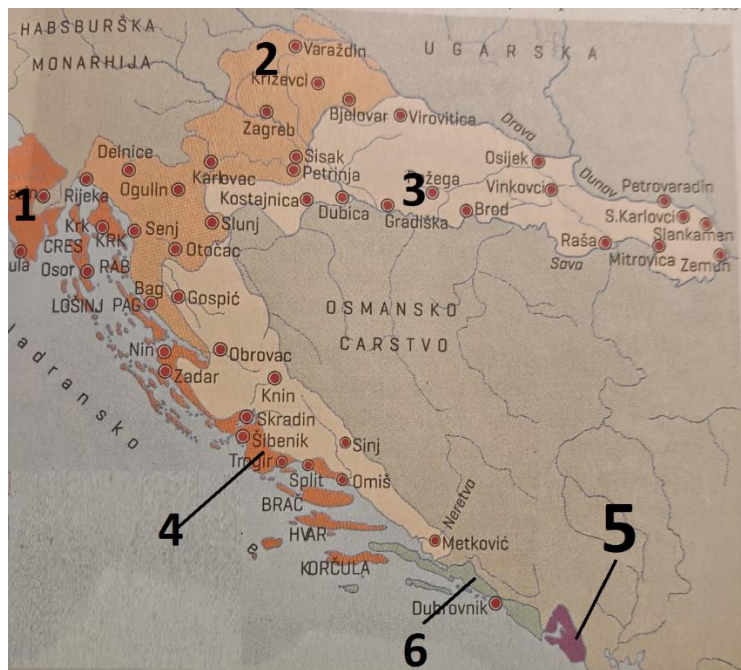 HABSBURŠKA
MONARHIJA
2
Varaždin
UGARSKA
Križevci
Bjelovar
Virovitica
Zagreb
Drava
Delnice
Sisak
Petrinja
Osijek
Dunav
Rijeka
Ogulin
Karlovac
Kostajnica
Dubica
3
Gradiška
Brod
Vinkovci
Petrovaradin
S.Karlovci
Slankamen
1
Krk
KRK
CRES
Senj
Slunj
Raša
Mitrovica
Zemun
Sava
Osor
RAB
Otočac
Bag
Gospić
LOŠINJ
PAG
OSMANSKO
CARSTVO
Jadransko
Nin
Obrovac
Zadar
Knin
Skradin
Šibenik
Sinj
Trogir
Split
Omiš
4
BRAČ
Neretva
HVAR
Metković
5
KORČULA
Dubrovnik
6